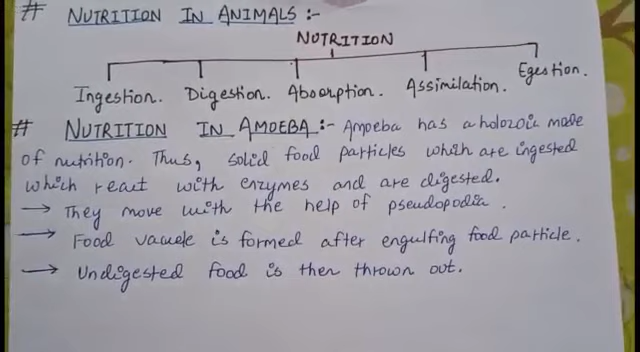 # NUTRITION IN ANIMALS :-
NUTRITION
Ingestion. Digestion. Absorption. Assimilation. Egestion.
# NUTRITION IN AMOEBA :- Amoeba has a holozoic mode
of nutrition. Thus, solid food particles which are ingested
which react with enzymes and are digested.
→ They move with the help of pseudopodia.
→ Food vacuole is formed after engulfing food particle.
→ Undigested food is then thrown out.